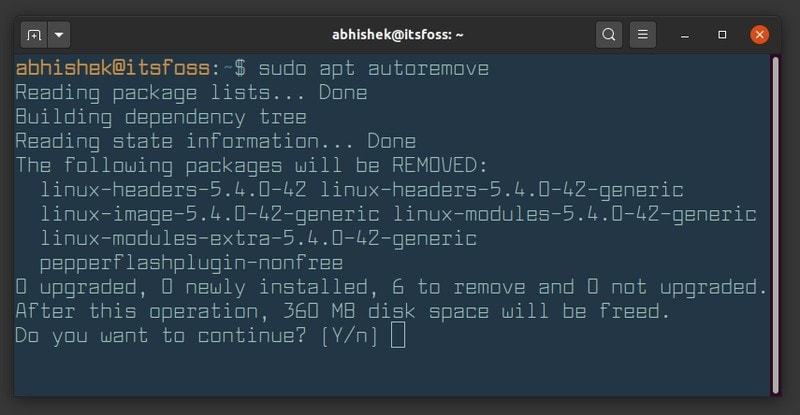 abhishek@itsfoss: ~
abhishek@itsfoss:~$ sudo apt autoremove
Reading package lists... Done
Building dependency tree
Reading state information... Done
The following packages will be REMOVED:
  linux-headers-5.4.0-42 linux-headers-5.4.0-42-generic
  linux-image-5.4.0-42-generic linux-modules-5.4.0-42-generic
  linux-modules-extra-5.4.0-42-generic
  pepperflashplugin-nonfree
0 upgraded, 0 newly installed, 6 to remove and 0 not upgraded.
After this operation, 360 MB disk space will be freed.
Do you want to continue? [Y/n]